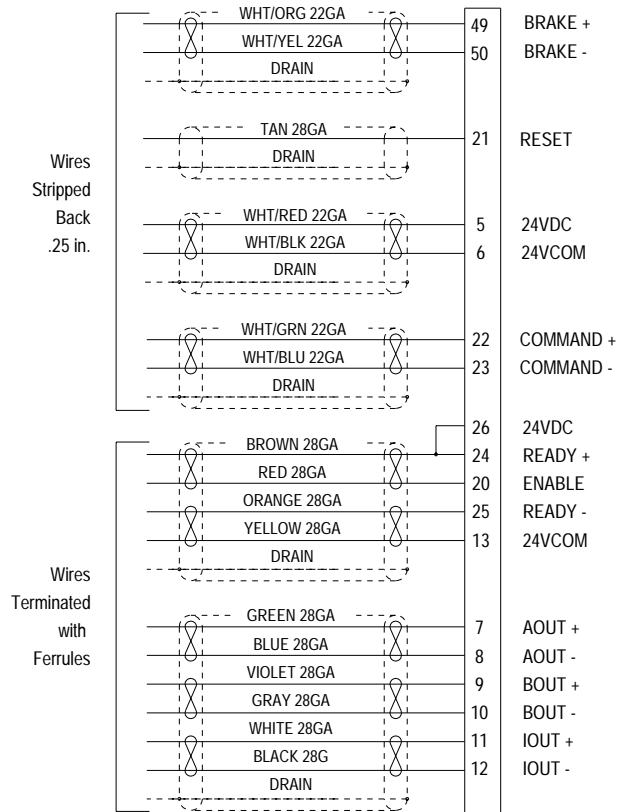 WHT/ORG 22GA 49 BRAKE +
WHT/YEL 22GA 50 BRAKE -
DRAIN
TAN 28GA 21 RESET
DRAIN
Wires
Stripped
Back
.25 in.
WHT/RED 22GA 5 24VDC
WHT/BLK 22GA 6 24VCOM
DRAIN
WHT/GRN 22GA 22 COMMAND +
WHT/BLU 22GA 23 COMMAND -
DRAIN
26 24VDC
BROWN 28GA 24 READY +
RED 28GA 20 ENABLE
ORANGE 28GA 25 READY -
YELLOW 28GA 13 24VCOM
DRAIN
Wires
Terminated
with
Ferrules
GREEN 28GA 7 AOUT +
BLUE 28GA 8 AOUT -
VIOLET 28GA 9 BOUT +
GRAY 28GA 10 BOUT -
WHITE 28GA 11 IOUT +
BLACK 28G 12 IOUT -
DRAIN